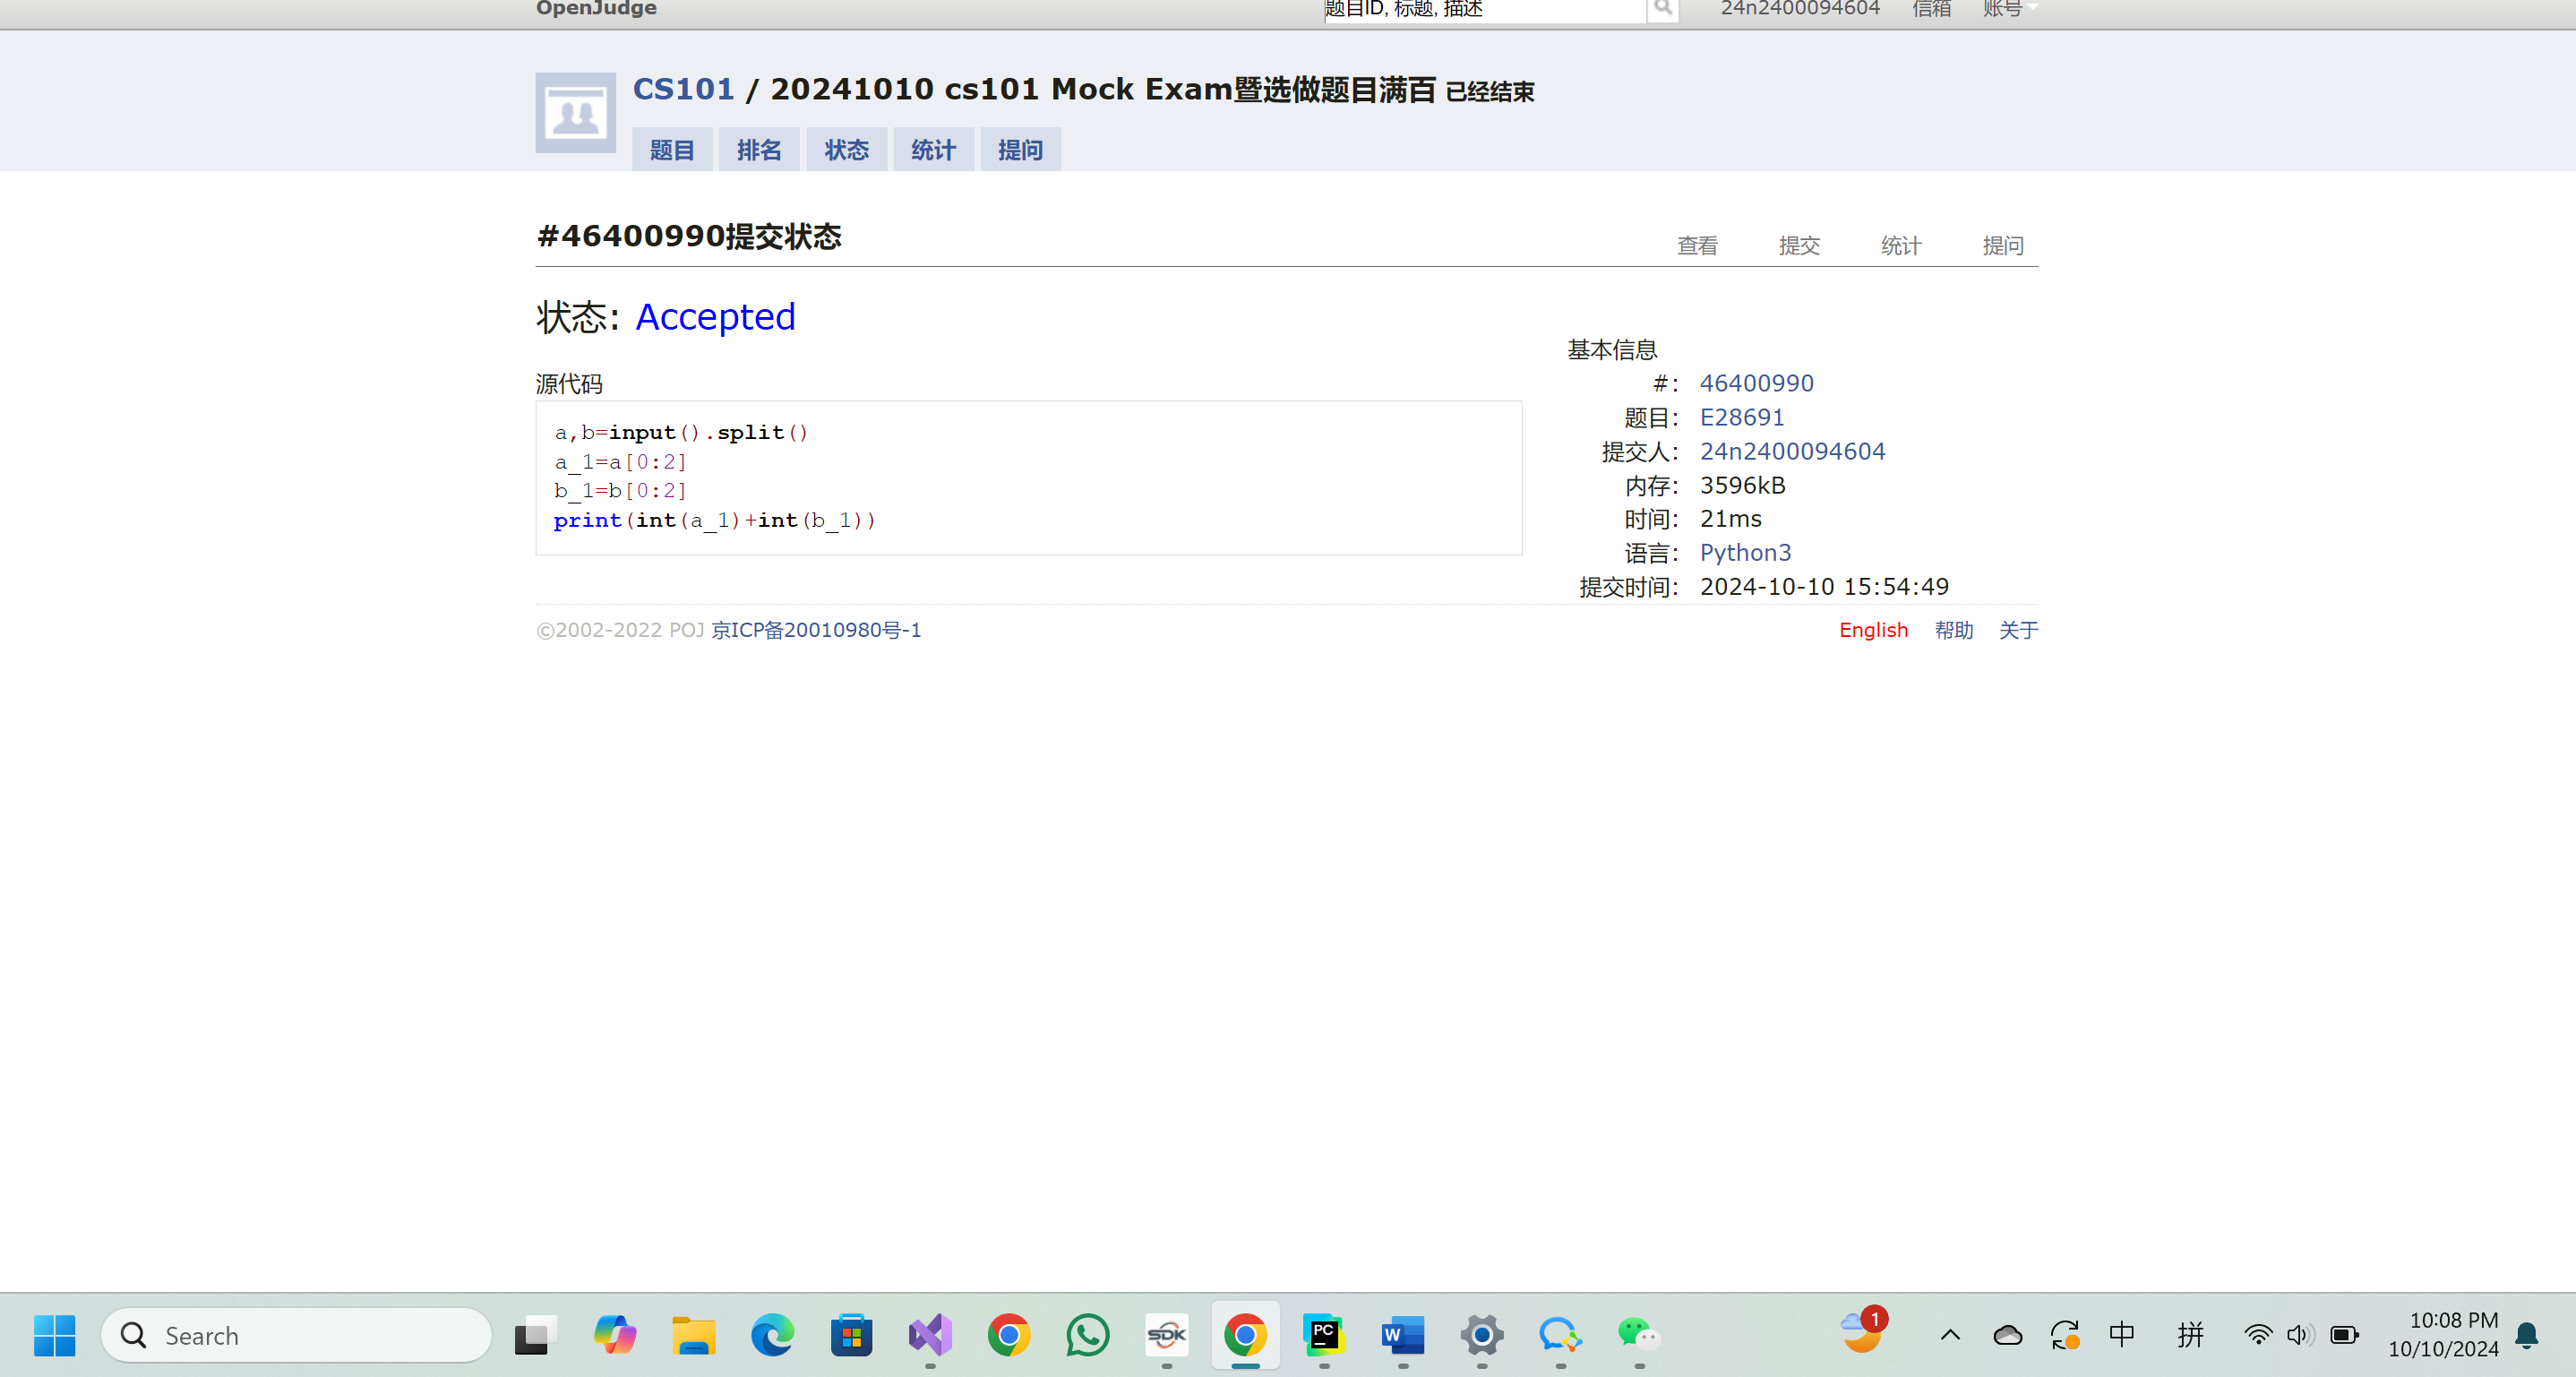 OpenJudge
题目ID, 标题, 描述
24n2400094604 信箱 账号
CS101 / 20241010 cs101 Mock Exam暨选做题目满百 已经结束
题目 排名 状态 统计 提问
#46400990提交状态
查看 提交 统计 提问
状态: Accepted
源代码
a,b=input().split()
a_1=a[0:2]
b_1=b[0:2]
print(int(a_1)+int(b_1))
基本信息
#: 46400990
题目: E28691
提交人: 24n2400094604
内存: 3596kB
时间: 21ms
语言: Python3
提交时间: 2024-10-10 15:54:49
©2002-2022 POJ 京ICP备20010980号-1
English 帮助 关于
Search
SDK
PC
W
1
中
拼
10:08 PM
10/10/2024